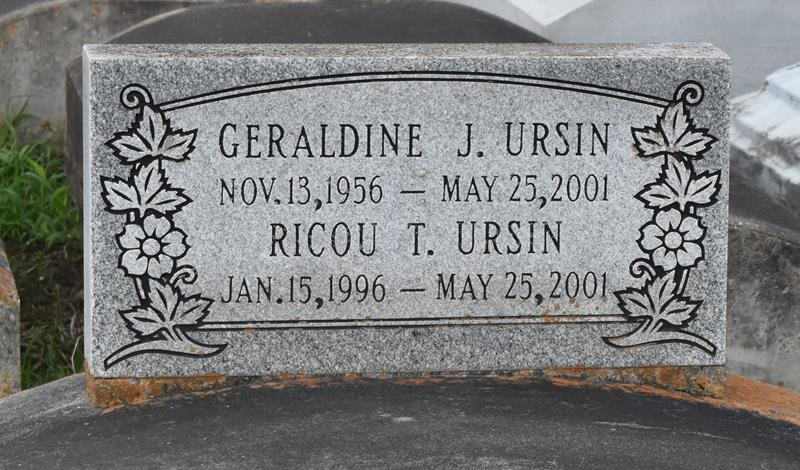 GERALDINE J. URSIN
NOV. 13, 1956 — MAY 25, 2001
RICOU T. URSIN
JAN. 15, 1996 — MAY 25, 2001